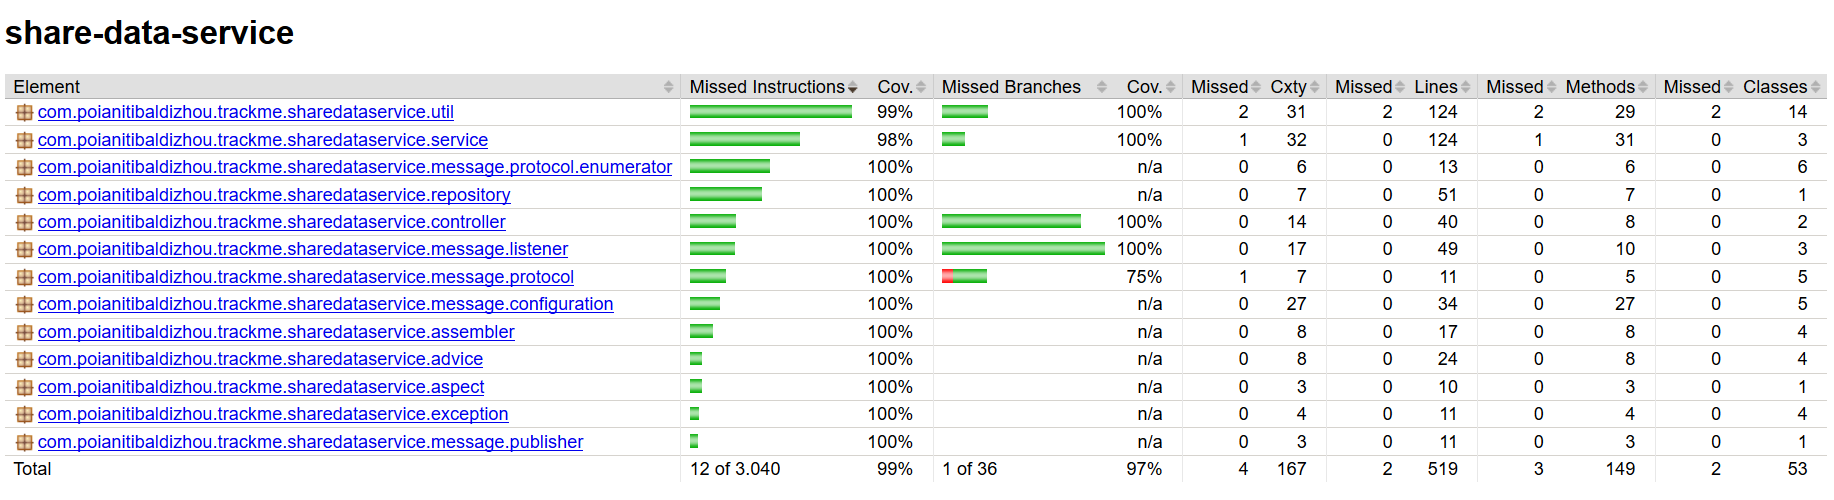 share-data-service
Element Missed Instructions Cov. Missed Branches Cov. Missed Cxty Missed Lines Missed Methods Missed Classes
com.poianitibaldizhou.trackme.sharedataservice.util 99% 100% 2 31 2 124 2 29 2 14
com.poianitibaldizhou.trackme.sharedataservice.service 98% 100% 1 32 0 124 1 31 0 3
com.poianitibaldizhou.trackme.sharedataservice.message.protocol.enumerator 100% n/a 0 6 0 13 0 6 0 6
com.poianitibaldizhou.trackme.sharedataservice.repository 100% n/a 0 7 0 51 0 7 0 1
com.poianitibaldizhou.trackme.sharedataservice.controller 100% 100% 0 14 0 40 0 8 0 2
com.poianitibaldizhou.trackme.sharedataservice.message.listener 100% 100% 0 17 0 49 0 10 0 3
com.poianitibaldizhou.trackme.sharedataservice.message.protocol 100% 75% 1 7 0 11 0 5 0 5
com.poianitibaldizhou.trackme.sharedataservice.message.configuration 100% n/a 0 27 0 34 0 27 0 5
com.poianitibaldizhou.trackme.sharedataservice.assembler 100% n/a 0 8 0 17 0 8 0 4
com.poianitibaldizhou.trackme.sharedataservice.advice 100% n/a 0 8 0 24 0 8 0 4
com.poianitibaldizhou.trackme.sharedataservice.aspect 100% n/a 0 3 0 10 0 3 0 1
com.poianitibaldizhou.trackme.sharedataservice.exception 100% n/a 0 4 0 11 0 4 0 4
com.poianitibaldizhou.trackme.sharedataservice.message.publisher 100% n/a 0 3 0 11 0 3 0 1
Total 12 of 3.040 99% 1 of 36 97% 4 167 2 519 3 149 2 53